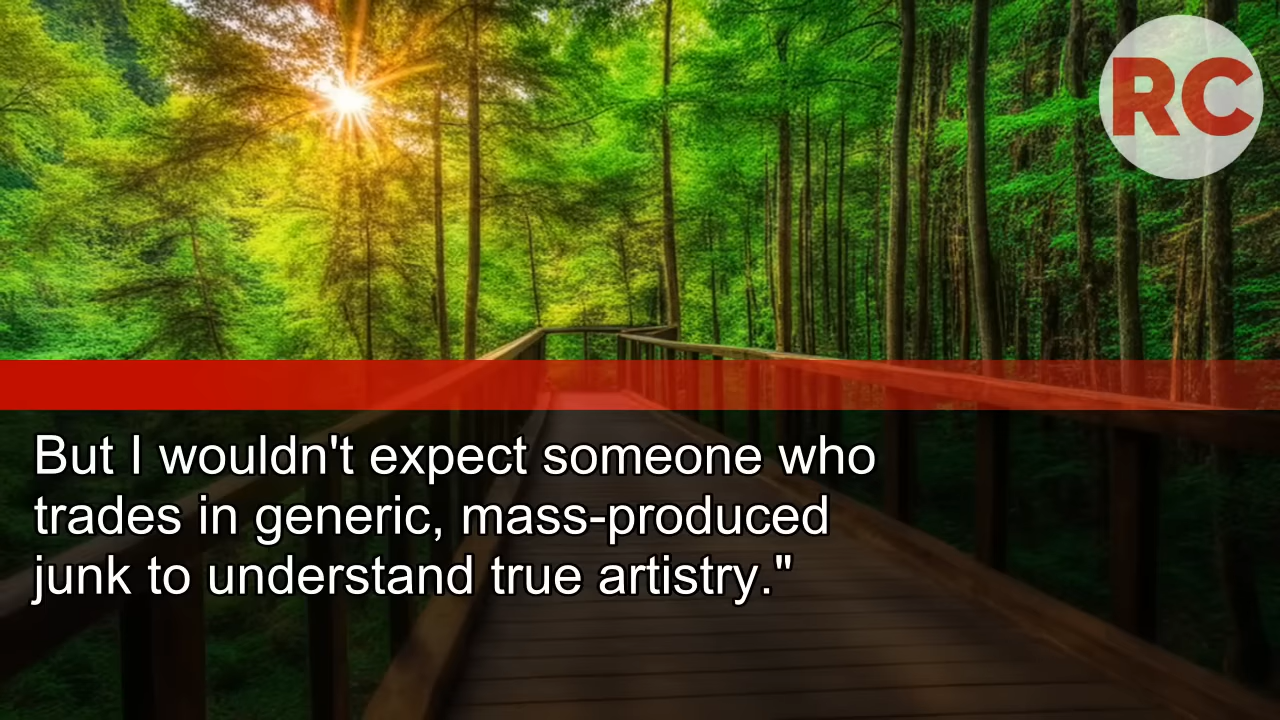 RC
But I wouldn't expect someone who
trades in generic, mass-produced
junk to understand true artistry."